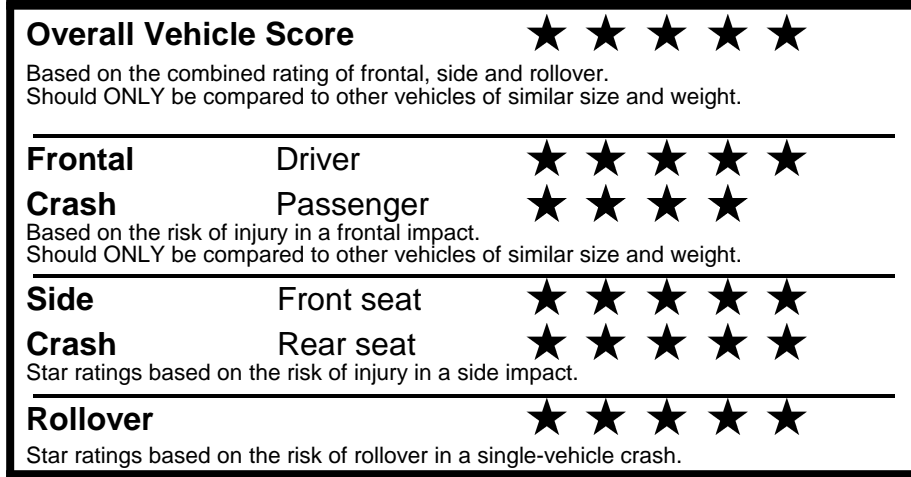 Overall Vehicle Score ★ ★ ★ ★ ★
Based on the combined rating of frontal, side and rollover.
Should ONLY be compared to other vehicles of similar size and weight.
Frontal Driver ★ ★ ★ ★ ★
Crash Passenger ★ ★ ★ ★
Based on the risk of injury in a frontal impact.
Should ONLY be compared to other vehicles of similar size and weight.
Side Front seat ★ ★ ★ ★ ★
Crash Rear seat ★ ★ ★ ★ ★
Star ratings based on the risk of injury in a side impact.
Rollover ★ ★ ★ ★ ★
Star ratings based on the risk of rollover in a single-vehicle crash.